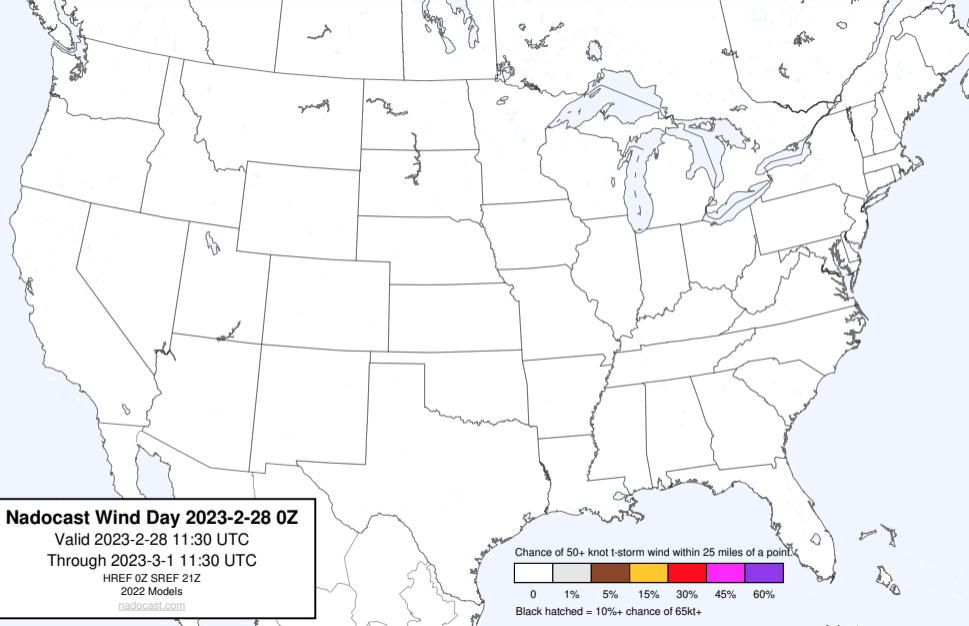 Nadocast Wind Day 2023-2-28 0Z
Valid 2023-2-28 11:30 UTC
Through 2023-3-1 11:30 UTC
HREF 0Z SREF 21Z
2022 Models
nadocast.com
Chance of 50+ knot t-storm wind within 25 miles of a point.
0 1% 5% 15% 30% 45% 60%
Black hatched = 10%+ chance of 65kt+